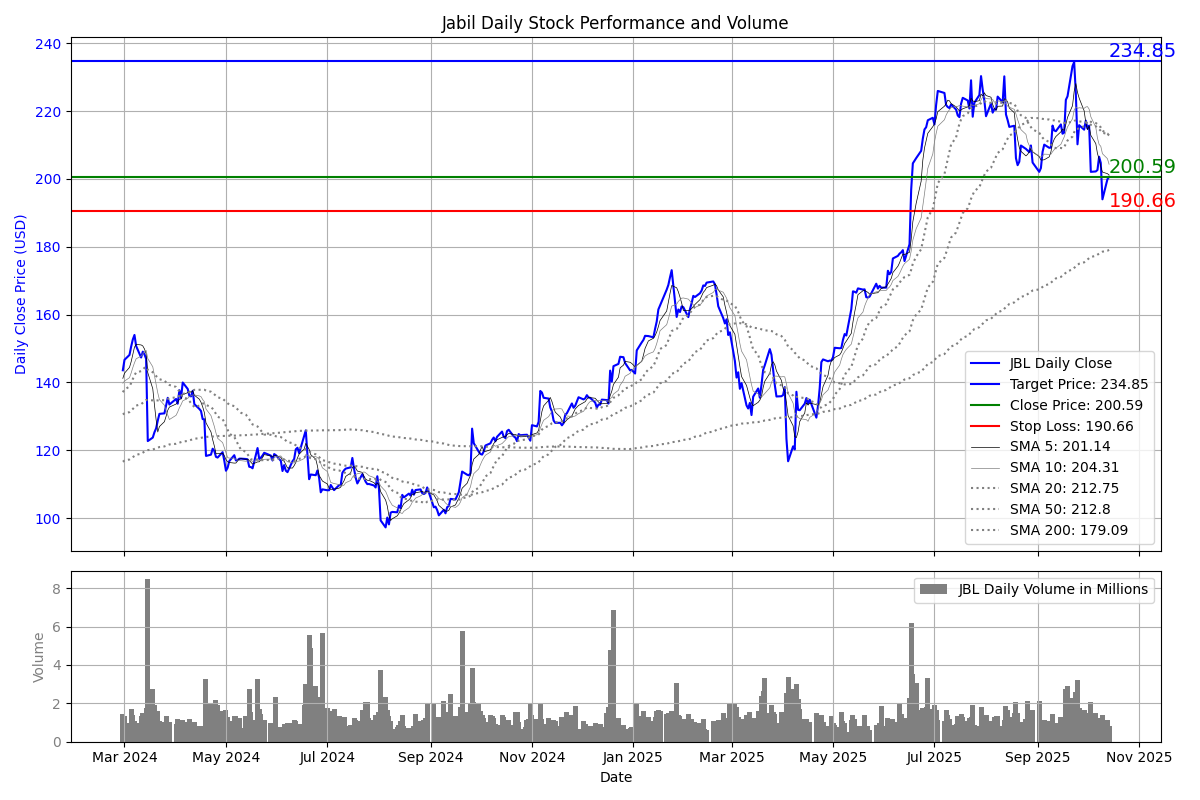 Jabil Daily Stock Performance and Volume
Daily Close Price (USD)
240
220
200
180
160
140
120
100
234.85
200.59
190.66
JBL Daily Close
Target Price: 234.85
Close Price: 200.59
Stop Loss: 190.66
SMA 5: 201.14
SMA 10: 204.31
SMA 20: 212.75
SMA 50: 212.8
SMA 200: 179.09
Volume
8
6
4
2
0
JBL Daily Volume in Millions
Mar 2024 May 2024 Jul 2024 Sep 2024 Nov 2024 Jan 2025 Mar 2025 May 2025 Jul 2025 Sep 2025 Nov 2025
Date